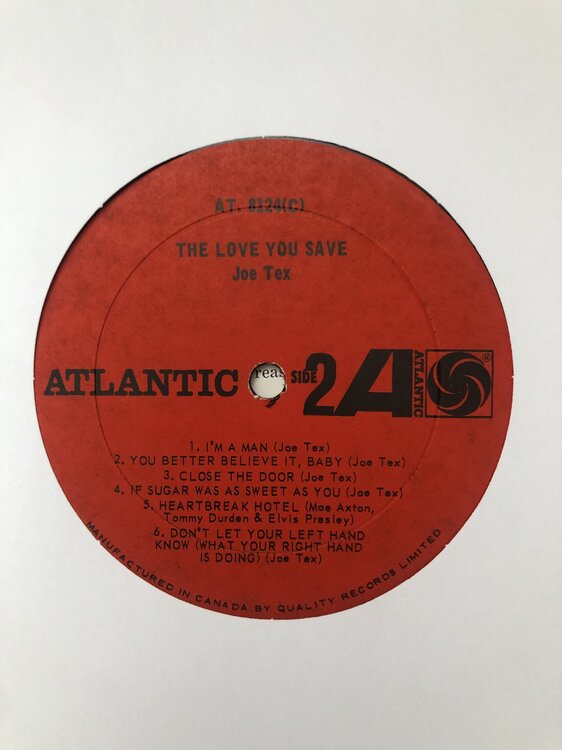 AT. 8124(C)
THE LOVE YOU SAVE
Joe Tex
ATLANTIC
reas
SIDE 2
A
ATLANTIC
®
1. I'M A MAN (Joe Tex)
2. YOU BETTER BELIEVE IT, BABY (Joe Tex)
3. CLOSE THE DOOR (Joe Tex)
4. IF SUGAR WAS AS SWEET AS YOU (Joe Tex)
5. HEARTBREAK HOTEL (Mae Axton,
Tommy Durden & Elvis Presley)
6. DON'T LET YOUR LEFT HAND
KNOW (WHAT YOUR RIGHT HAND
IS DOING) (Joe Tex)
MANUFACTURED IN CANADA BY QUALITY RECORDS LIMITED